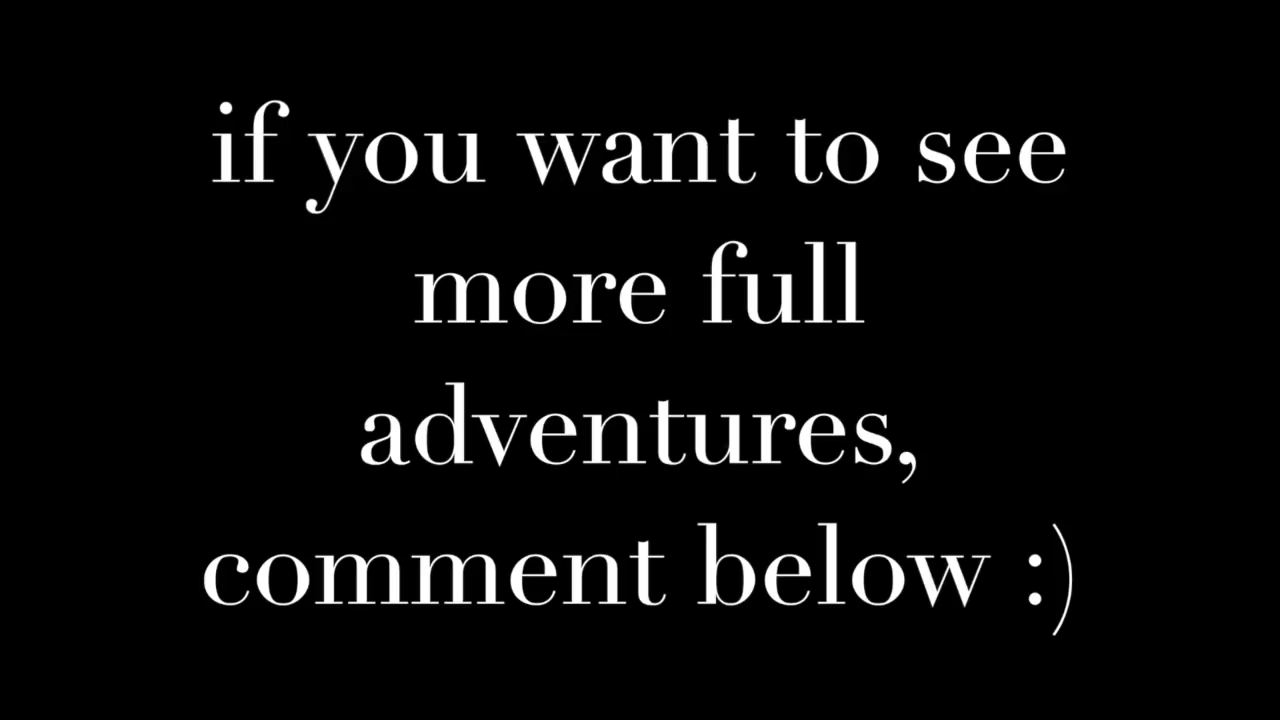 if you want to see
more full
adventures,
comment below :)